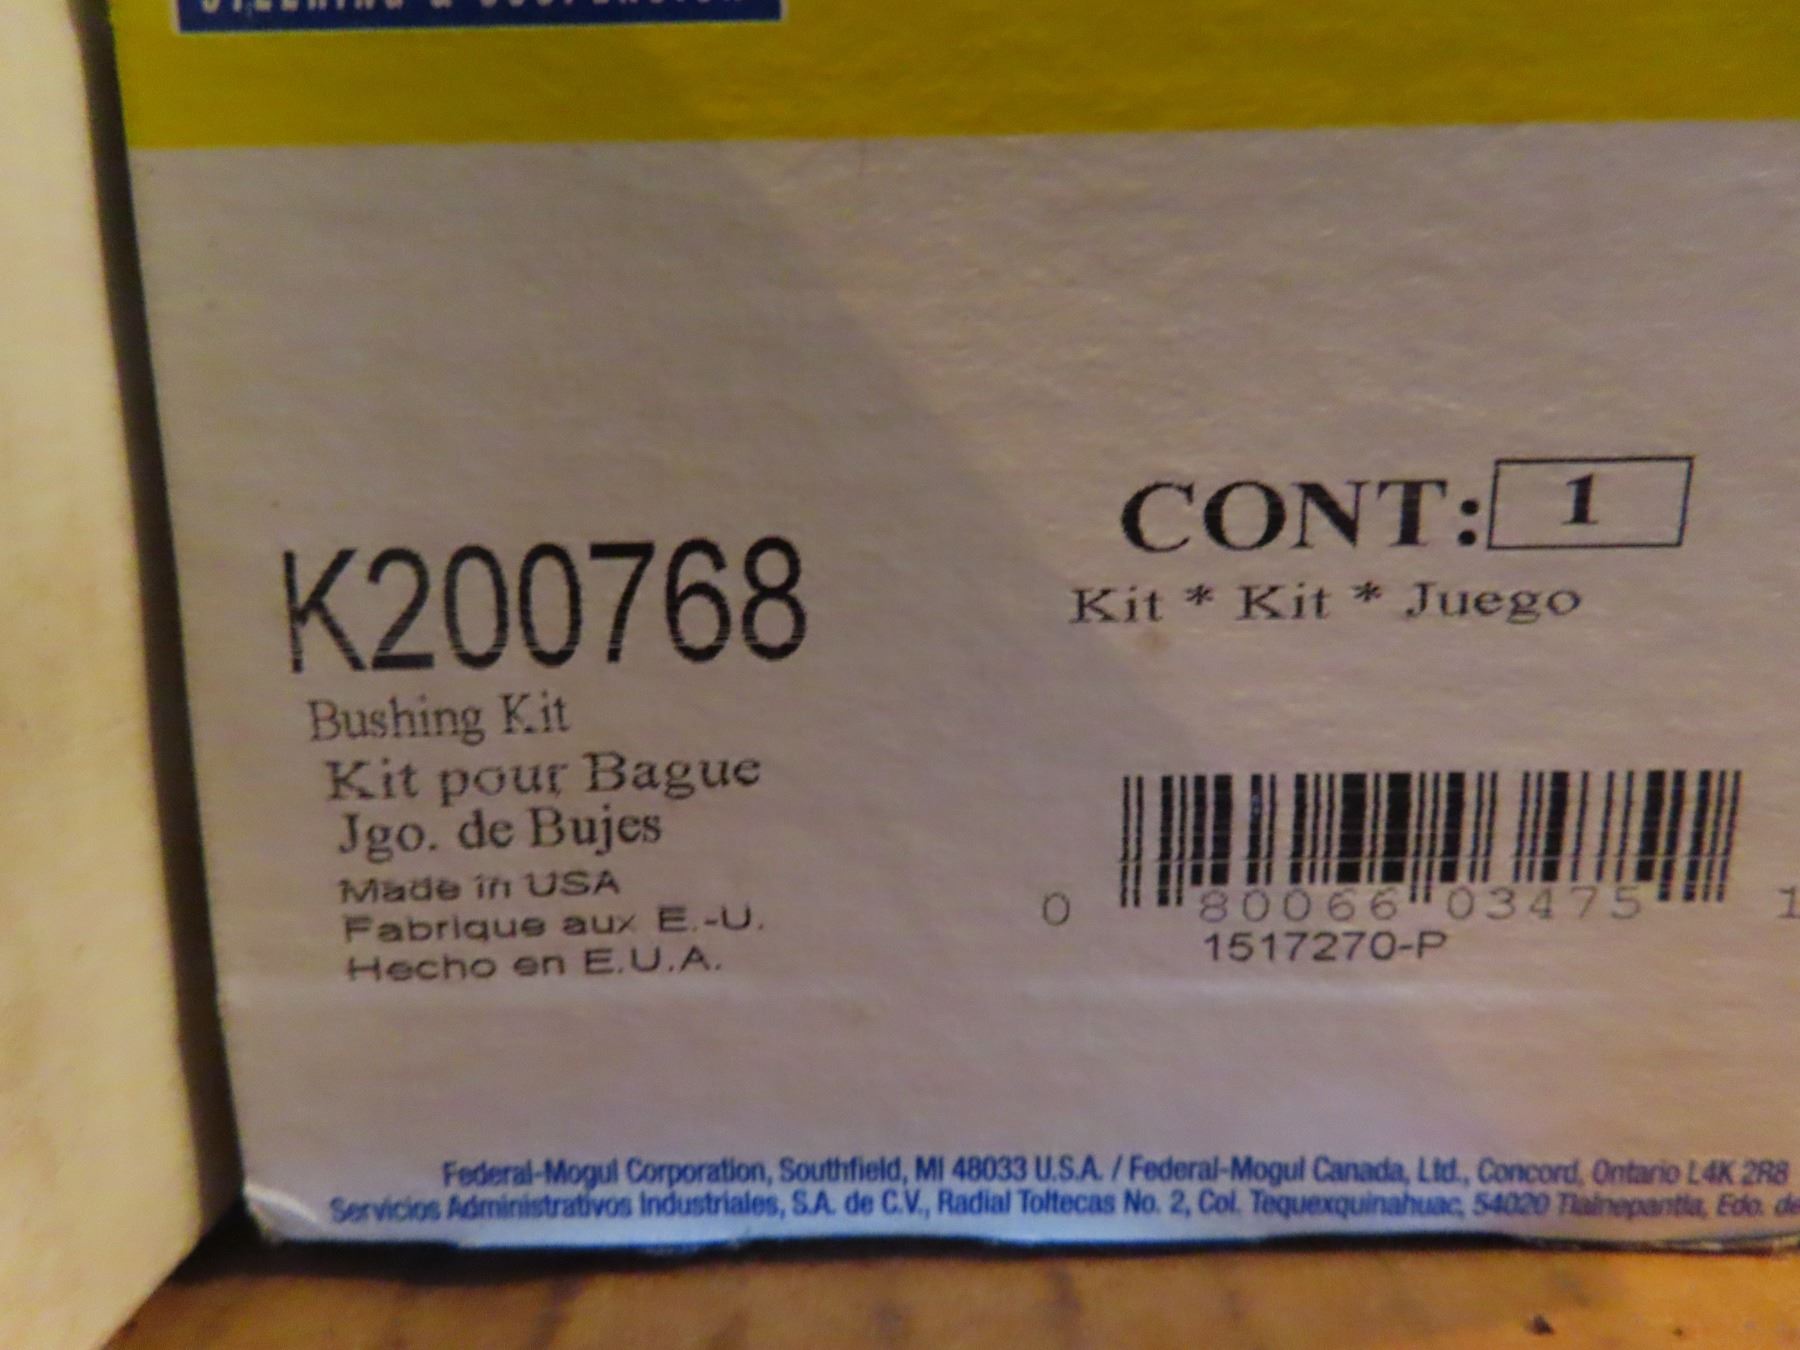 STEERING & SUSPENSION
K200768
Bushing Kit
Kit pour Bague
Jgo. de Bujes
Made in USA
Fabrique aux E.-U.
Hecho en E.U.A.
CONT: 1
Kit * Kit * Juego
0 80066 03475 1
1517270-P
Federal-Mogul Corporation, Southfield, MI 48033 U.S.A. / Federal-Mogul Canada, Ltd., Concord, Ontario L4K 2R8
Servicios Administrativos Industriales, S.A. de C.V., Radial Toltecas No. 2, Col. Tequexquinahuac, 54020 Tlalnepantla, Edo. de